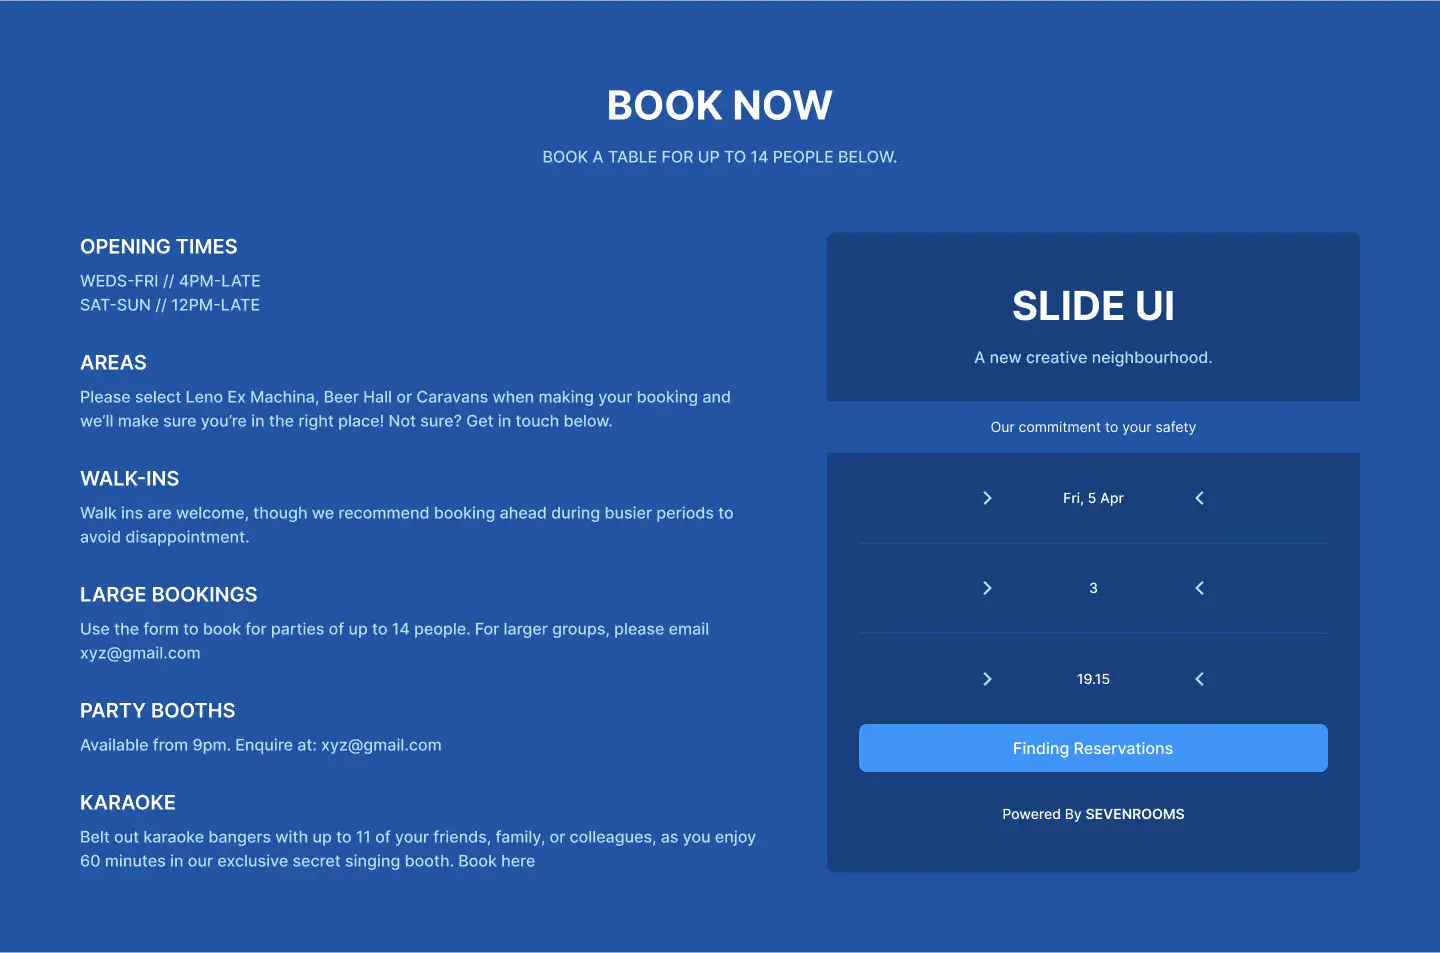 BOOK NOW
BOOK A TABLE FOR UP TO 14 PEOPLE BELOW.
OPENING TIMES
WEDS-FRI // 4PM-LATE
SAT-SUN // 12PM-LATE
AREAS
Please select Leno Ex Machina, Beer Hall or Caravans when making your booking and
we’ll make sure you’re in the right place! Not sure? Get in touch below.
WALK-INS
Walk ins are welcome, though we recommend booking ahead during busier periods to
avoid disappointment.
LARGE BOOKINGS
Use the form to book for parties of up to 14 people. For larger groups, please email
xyz@gmail.com
PARTY BOOTHS
Available from 9pm. Enquire at: xyz@gmail.com
KARAOKE
Belt out karaoke bangers with up to 11 of your friends, family, or colleagues, as you enjoy
60 minutes in our exclusive secret singing booth. Book here
SLIDE UI
A new creative neighbourhood.
Our commitment to your safety
Fri, 5 Apr
3
19.15
Finding Reservations
Powered By SEVENROOMS